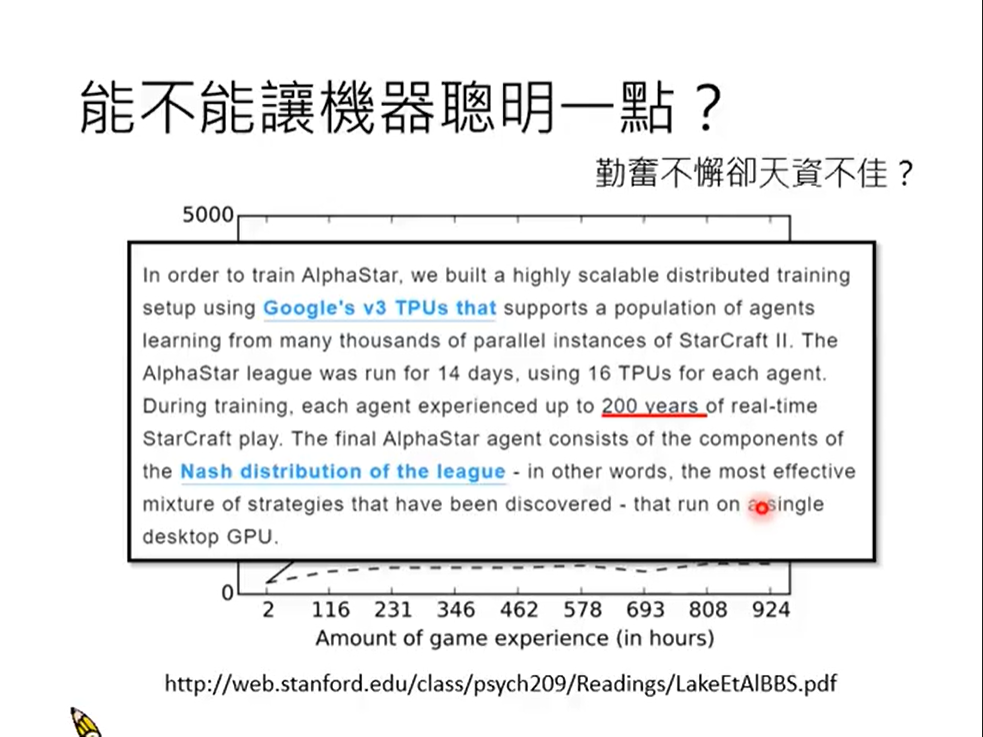 能不能讓機器聰明一點？
勤奮不懈卻天資不佳？
5000
In order to train AlphaStar, we built a highly scalable distributed training
setup using Google's v3 TPUs that supports a population of agents
learning from many thousands of parallel instances of StarCraft II. The
AlphaStar league was run for 14 days, using 16 TPUs for each agent.
During training, each agent experienced up to 200 years of real-time
StarCraft play. The final AlphaStar agent consists of the components of
the Nash distribution of the league - in other words, the most effective
mixture of strategies that have been discovered - that run on a single
desktop GPU.
0
2 116 231 346 462 578 693 808 924
Amount of game experience (in hours)
http://web.stanford.edu/class/psych209/Readings/LakeEtAlBBS.pdf